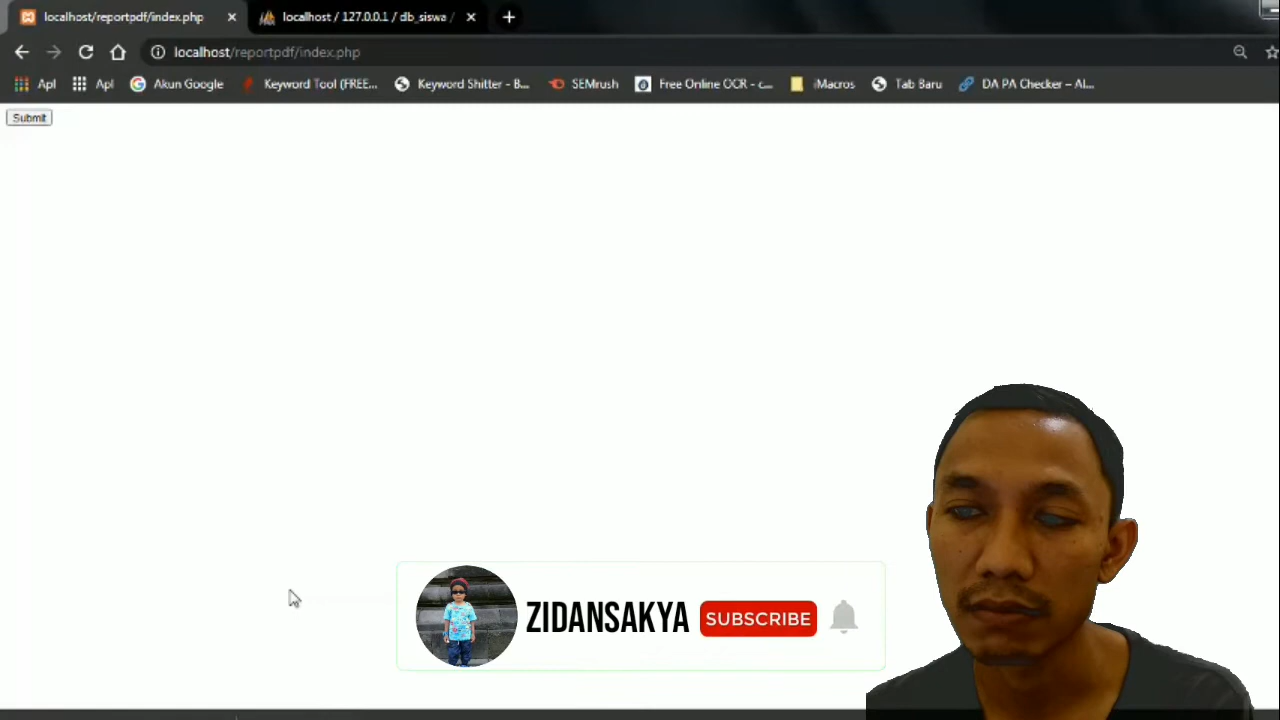 localhost/reportpdf/index.php
localhost / 127.0.0.1 / db_siswa /
localhost/reportpdf/index.php
Apl
Apl
Akun Google
Keyword Tool (FREE...
Keyword Shitter - B...
SEMrush
Free Online OCR - c...
iMacros
Tab Baru
DA PA Checker – Al...
Submit
ZIDANSAKYA
SUBSCRIBE